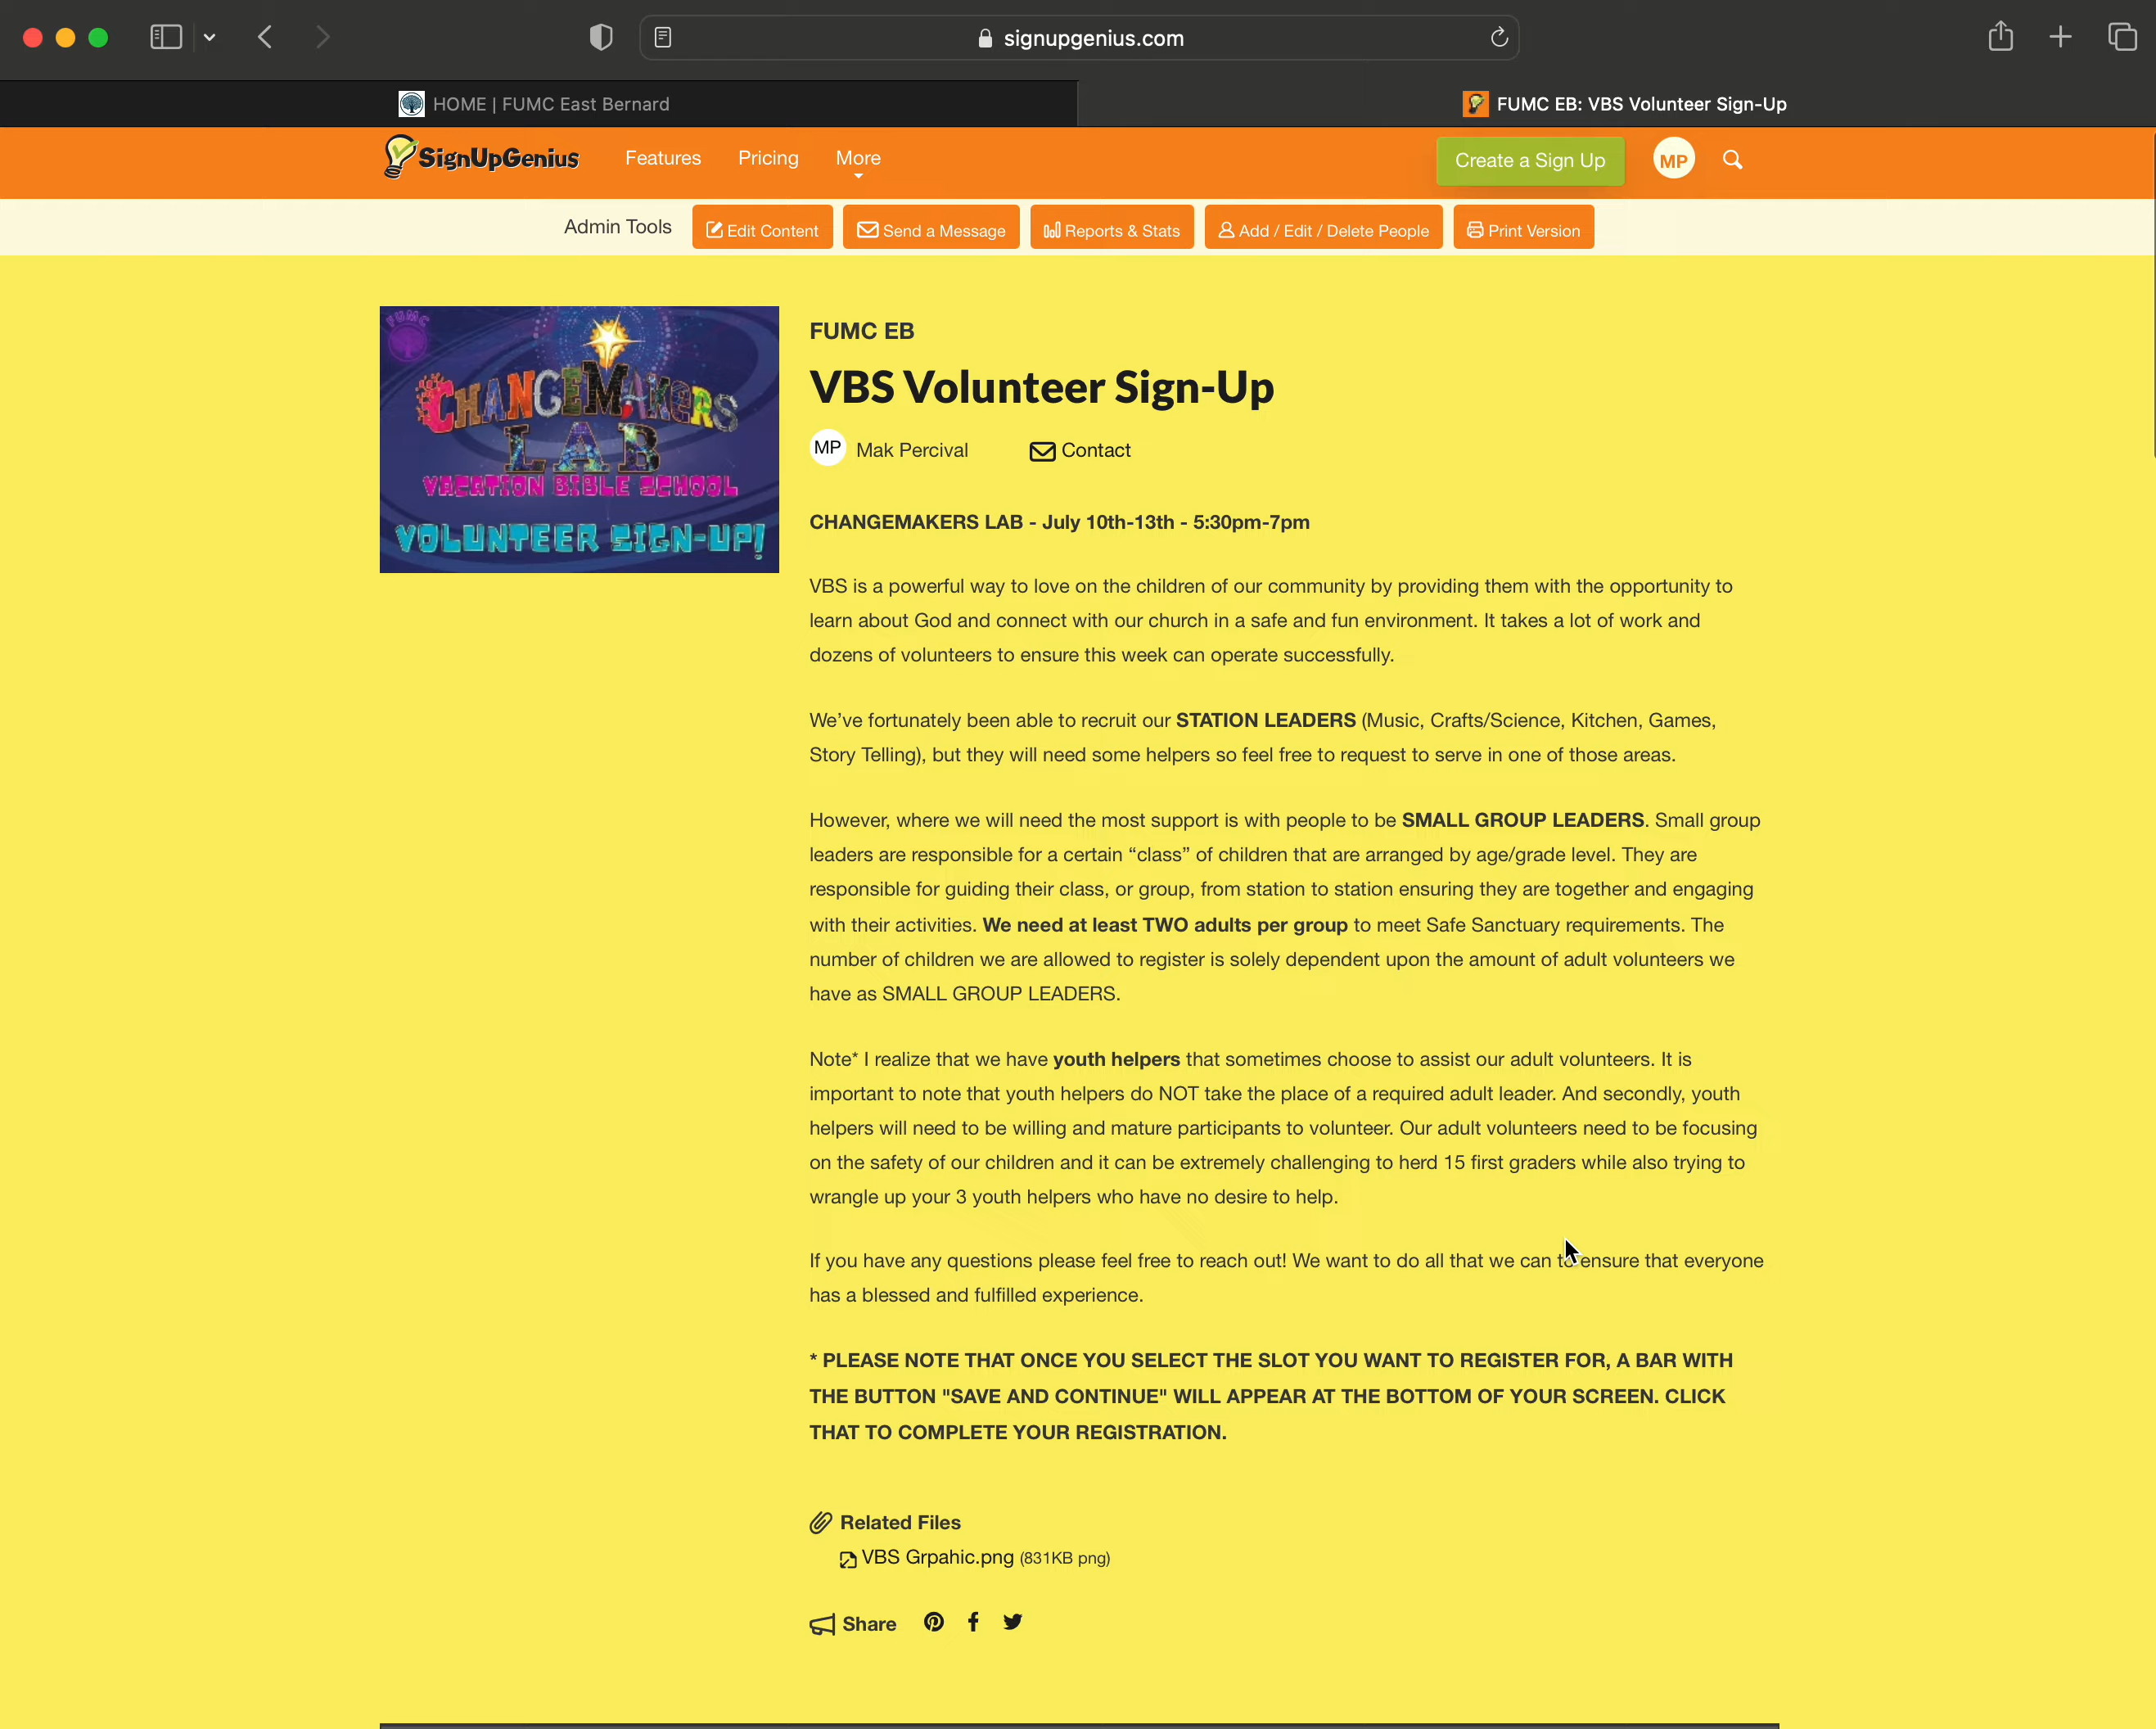 signupgenius.com
HOME | FUMC East Bernard
FUMC EB: VBS Volunteer Sign-Up
SignUpGenius
Features
Pricing
More
Create a Sign Up
MP
Admin Tools
Edit Content
Send a Message
Reports & Stats
Add / Edit / Delete People
Print Version
FUMC
CHANGEMAKERS
LAB
VACATION BIBLE SCHOOL
VOLUNTEER SIGN-UP!
FUMC EB
VBS Volunteer Sign-Up
MP Mak Percival
Contact
CHANGEMAKERS LAB - July 10th-13th - 5:30pm-7pm
VBS is a powerful way to love on the children of our community by providing them with the opportunity to
learn about God and connect with our church in a safe and fun environment. It takes a lot of work and
dozens of volunteers to ensure this week can operate successfully.
We've fortunately been able to recruit our STATION LEADERS (Music, Crafts/Science, Kitchen, Games,
Story Telling), but they will need some helpers so feel free to request to serve in one of those areas.
However, where we will need the most support is with people to be SMALL GROUP LEADERS. Small group
leaders are responsible for a certain “class” of children that are arranged by age/grade level. They are
responsible for guiding their class, or group, from station to station ensuring they are together and engaging
with their activities. We need at least TWO adults per group to meet Safe Sanctuary requirements. The
number of children we are allowed to register is solely dependent upon the amount of adult volunteers we
have as SMALL GROUP LEADERS.
Note* I realize that we have youth helpers that sometimes choose to assist our adult volunteers. It is
important to note that youth helpers do NOT take the place of a required adult leader. And secondly, youth
helpers will need to be willing and mature participants to volunteer. Our adult volunteers need to be focusing
on the safety of our children and it can be extremely challenging to herd 15 first graders while also trying to
wrangle up your 3 youth helpers who have no desire to help.
If you have any questions please feel free to reach out! We want to do all that we can to ensure that everyone
has a blessed and fulfilled experience.
* PLEASE NOTE THAT ONCE YOU SELECT THE SLOT YOU WANT TO REGISTER FOR, A BAR WITH
THE BUTTON "SAVE AND CONTINUE" WILL APPEAR AT THE BOTTOM OF YOUR SCREEN. CLICK
THAT TO COMPLETE YOUR REGISTRATION.
Related Files
VBS Grpahic.png (831KB png)
Share